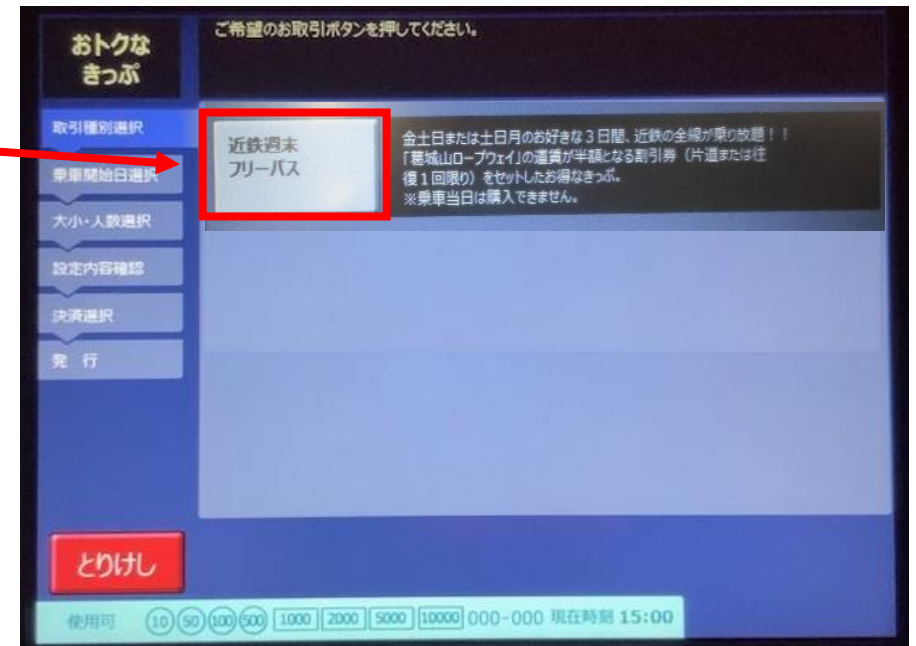 おトクな
きっぷ
ご希望のお取引ボタンを押してください。
取引種別選択
乗車開始日選択
大小・人数選択
設定内容確認
決済選択
発 行
近鉄週末
フリーパス
金土日または土日月のお好きな3日間、近鉄の全線が乗り放題!!
「葛城山ロープウェイ」の運賃が半額となる割引券(片道または往
復1回限り)をセットしたお得なきっぷ。
※乗車当日は購入できません。
とりけし
使用可 10 50 100 500 1000 2000 5000 10000 000-000 現在時刻 15:00